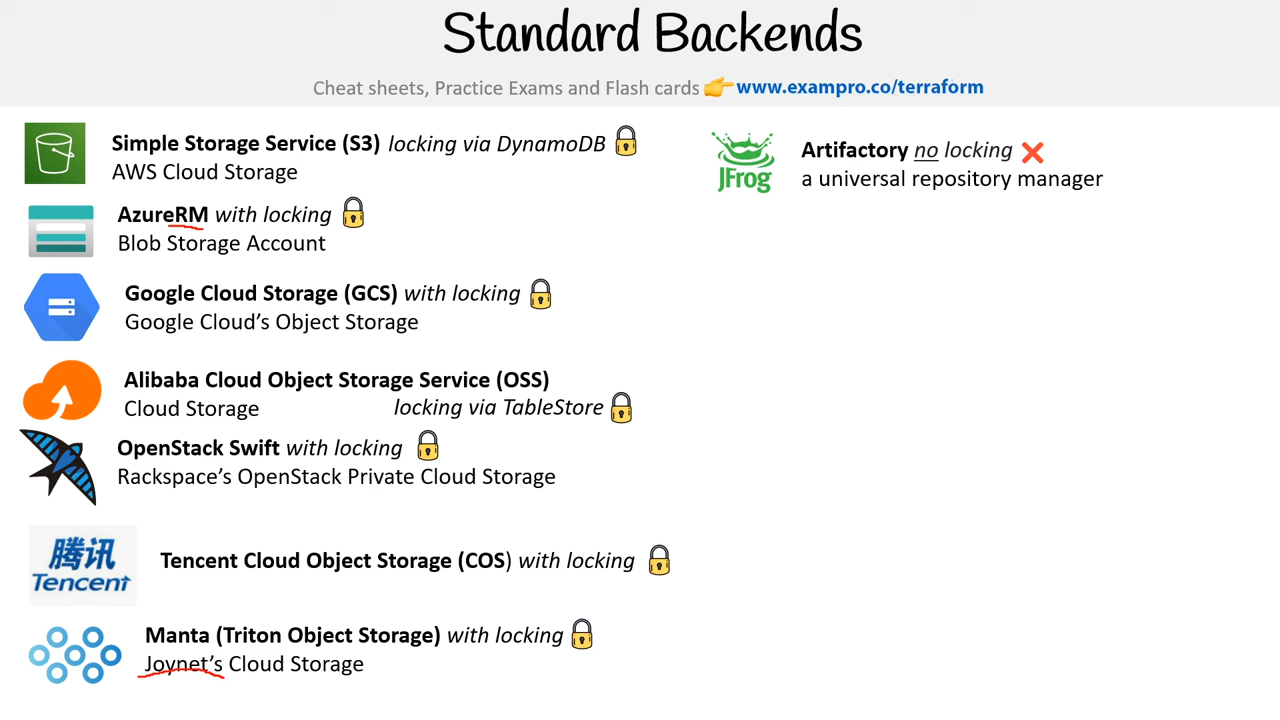 Standard Backends
Cheat sheets, Practice Exams and Flash cards 👉 www.exampro.co/terraform
Simple Storage Service (S3) locking via DynamoDB
AWS Cloud Storage
AzureRM with locking
Blob Storage Account
Google Cloud Storage (GCS) with locking
Google Cloud’s Object Storage
Alibaba Cloud Object Storage Service (OSS)
Cloud Storage locking via TableStore
OpenStack Swift with locking
Rackspace’s OpenStack Private Cloud Storage
腾讯
Tencent
Tencent Cloud Object Storage (COS) with locking
Manta (Triton Object Storage) with locking
Joynet’s Cloud Storage
JFrog
Artifactory no locking ❌
a universal repository manager